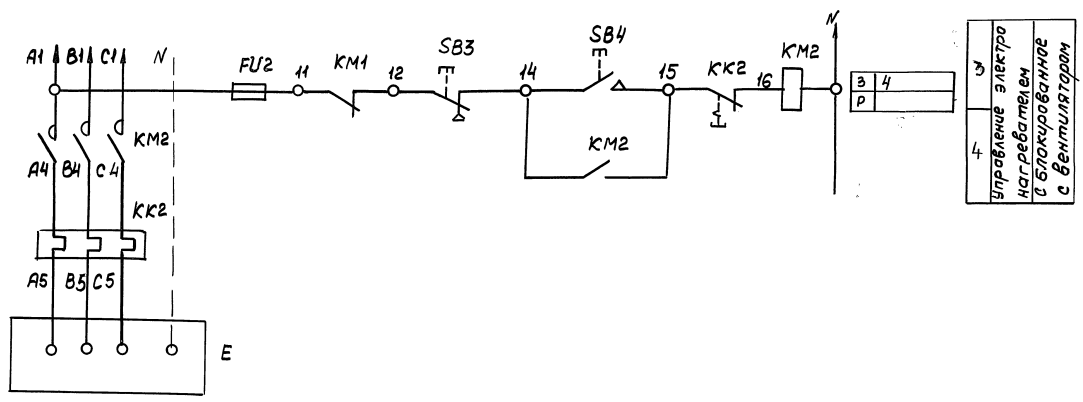 A1 B1 C1 N
FU2 11 KM1 12 SB3 14 SB4 15 KK2 16 KM2 N
KM2
3 4
P
3
4
Управление электро
нагревателем
сблокированное
с вентилятором
KM2
A4 B4 C4
KK2
A5 B5 C5
E